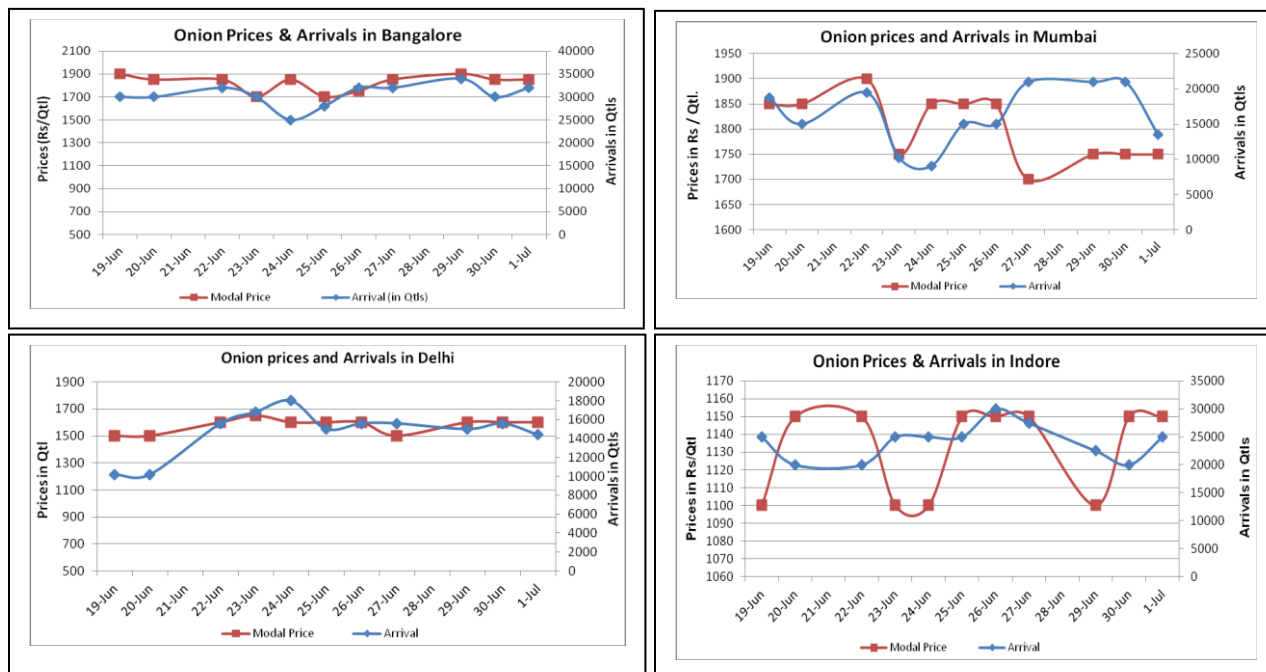 Onion Prices & Arrivals in Bangalore
Prices (Rs/Qtl)
2100
1900
1700
1500
1300
1100
900
700
500
40000
35000
30000
25000
20000
15000
10000
5000
0
Arrivals in Qtls
19-Jun
20-Jun
21-Jun
22-Jun
23-Jun
24-Jun
25-Jun
26-Jun
27-Jun
28-Jun
29-Jun
30-Jun
1-Jul
Modal Price
Arrival (in Qtls)
Onion prices and Arrivals in Mumbai
Prices in Rs / Qtl.
1950
1900
1850
1800
1750
1700
1650
1600
25000
20000
15000
10000
5000
0
Arrivals in Qtls
19-Jun
20-Jun
21-Jun
22-Jun
23-Jun
24-Jun
25-Jun
26-Jun
27-Jun
28-Jun
29-Jun
30-Jun
1-Jul
Modal Price
Arrival
Onion prices and Arrivals in Delhi
Prices in Qtl
1900
1700
1500
1300
1100
900
700
500
20000
18000
16000
14000
12000
10000
8000
6000
4000
2000
0
Arrivals in Qtls
19-Jun
20-Jun
21-Jun
22-Jun
23-Jun
24-Jun
25-Jun
26-Jun
27-Jun
28-Jun
29-Jun
30-Jun
1-Jul
Modal Price
Arrival
Onion Prices & Arrivals in Indore
Prices in Rs/Qtl
1170
1160
1150
1140
1130
1120
1110
1100
1090
1080
1070
1060
35000
30000
25000
20000
15000
10000
5000
0
Arrivals in Qtls
19-Jun
20-Jun
21-Jun
22-Jun
23-Jun
24-Jun
25-Jun
26-Jun
27-Jun
28-Jun
29-Jun
30-Jun
1-Jul
Modal Price
Arrival